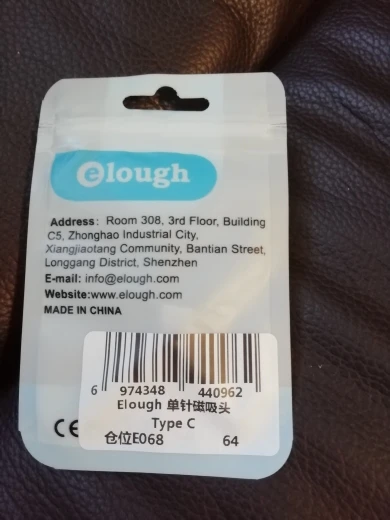 elough
Address: Room 308, 3rd Floor, Building
C5, Zhonghao Industrial City,
Xiangjiaotang Community, Bantian Street,
Longgang District, Shenzhen
E-mail: info@elough.com
Website:www.elough.com
MADE IN CHINA
6 974348 440962
Elough 单针磁吸头
Type C
仓位E068 64
CE